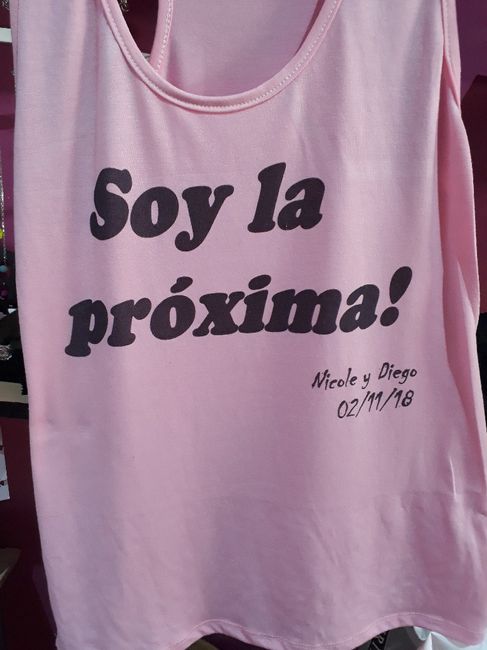 Soy la
próxima!
Nicole y Diego
02/11/18